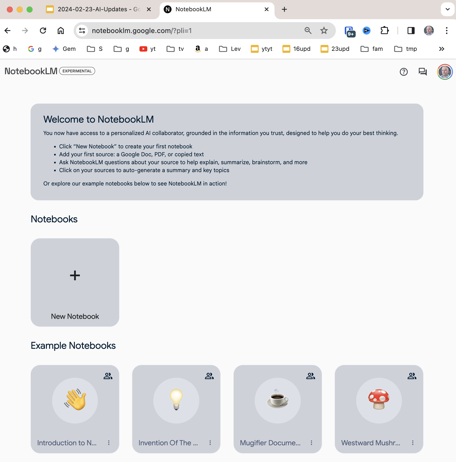 2024-02-23-AI-Updates - G
NotebookLM
notebooklm.google.com/?pli=1
h
g
Gem
S
g
yt
tv
a
Lev
ytyt
16upd
23upd
fam
tmp
NotebookLM EXPERIMENTAL
Welcome to NotebookLM
You now have access to a personalized AI collaborator, grounded in the information you trust, designed to help you do your best thinking.
• Click "New Notebook" to create your first notebook
• Add your first source: a Google Doc, PDF, or copied text
• Ask NotebookLM questions about your source to help explain, summarize, brainstorm, and more
• Click on your sources to auto-generate a summary and key topics
Or explore our example notebooks below to see NotebookLM in action!
Notebooks
New Notebook
Example Notebooks
Introduction to N...
Invention Of The ...
Mugifier Docume...
Westward Mushr...